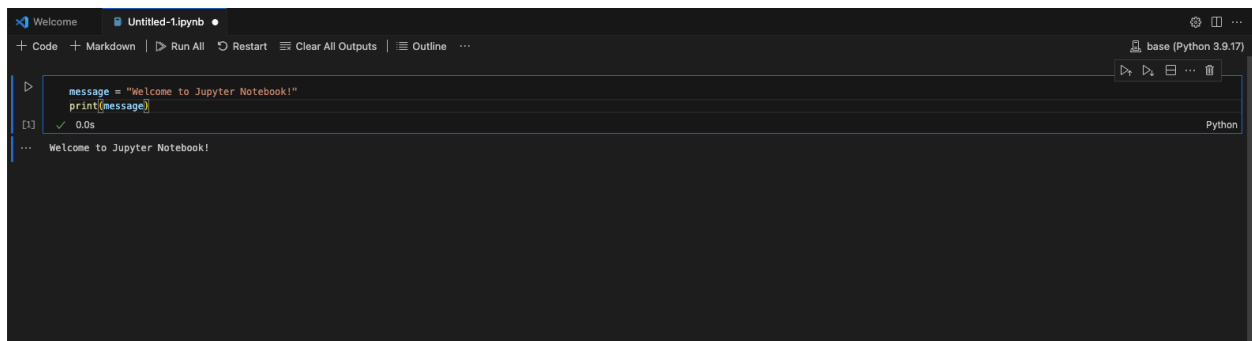 Welcome Untitled-1.ipynb
Code Markdown Run All Restart Clear All Outputs Outline ... base (Python 3.9.17)
message = "Welcome to Jupyter Notebook!"
print(message)
[1] 0.0s Python
Welcome to Jupyter Notebook!